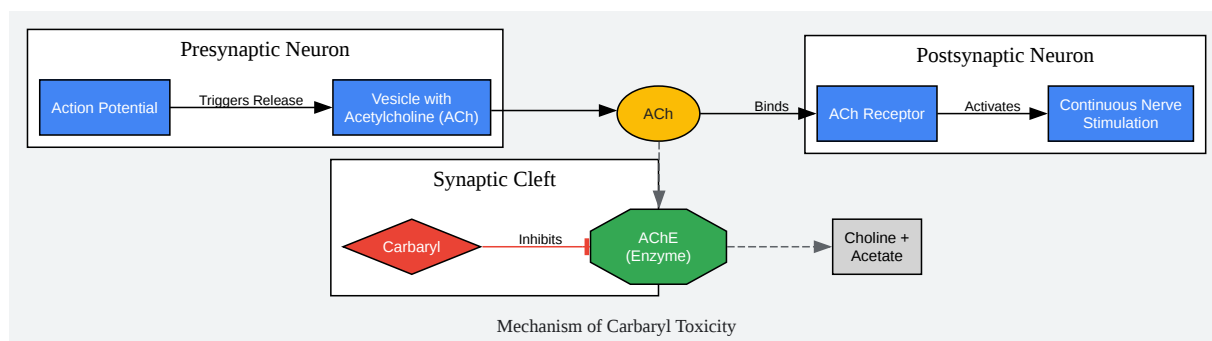 Presynaptic Neuron
Action Potential
Triggers Release
Vesicle with
Acetylcholine (ACh)
ACh
Binds
Postsynaptic Neuron
ACh Receptor
Activates
Continuous Nerve
Stimulation
Synaptic Cleft
Carbaryl
Inhibits
AChE
(Enzyme)
Choline +
Acetate
Mechanism of Carbaryl Toxicity